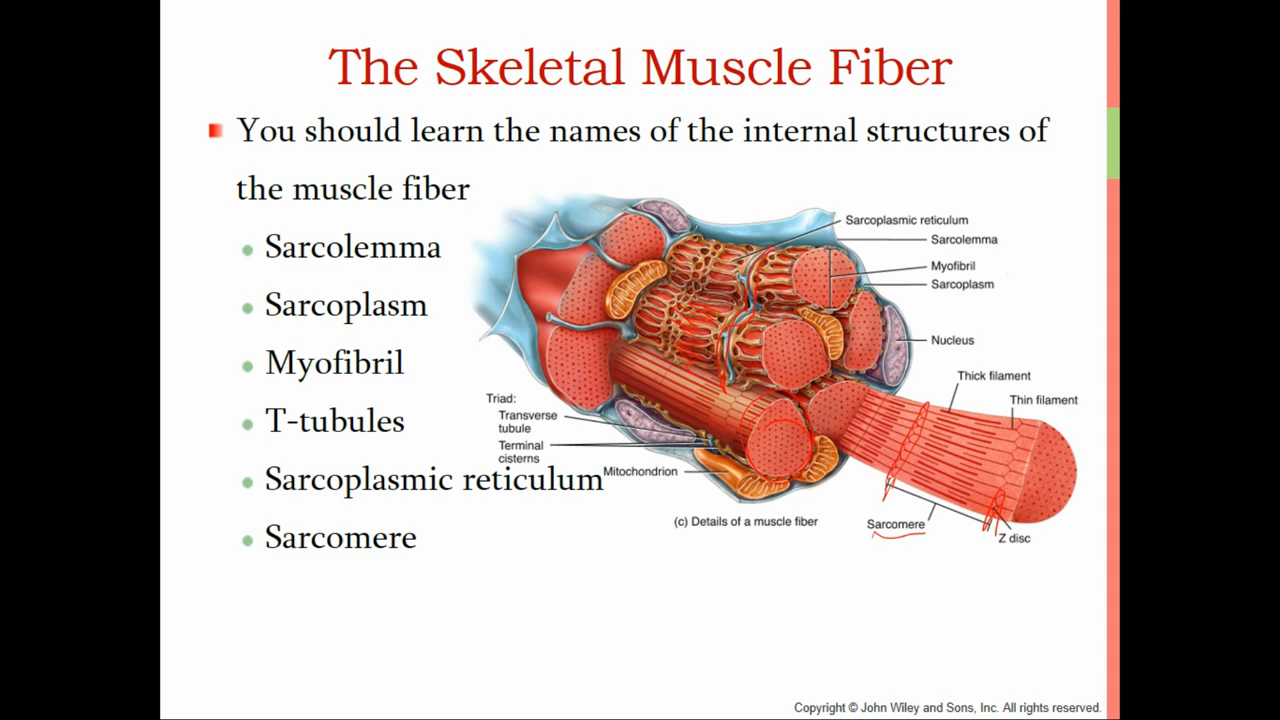 The Skeletal Muscle Fiber
You should learn the names of the internal structures of
the muscle fiber
Sarcolemma
Sarcoplasm
Myofibril
T-tubules
Sarcoplasmic reticulum
Sarcomere
Sarcoplasmic reticulum
Sarcolemma
Myofibril
Sarcoplasm
Nucleus
Thick filament
Thin filament
Triad:
Transverse
tubule
Terminal
cisterns
Mitochondrion
(c) Details of a muscle fiber
Sarcomere
Z disc
Copyright © John Wiley and Sons, Inc. All rights reserved.